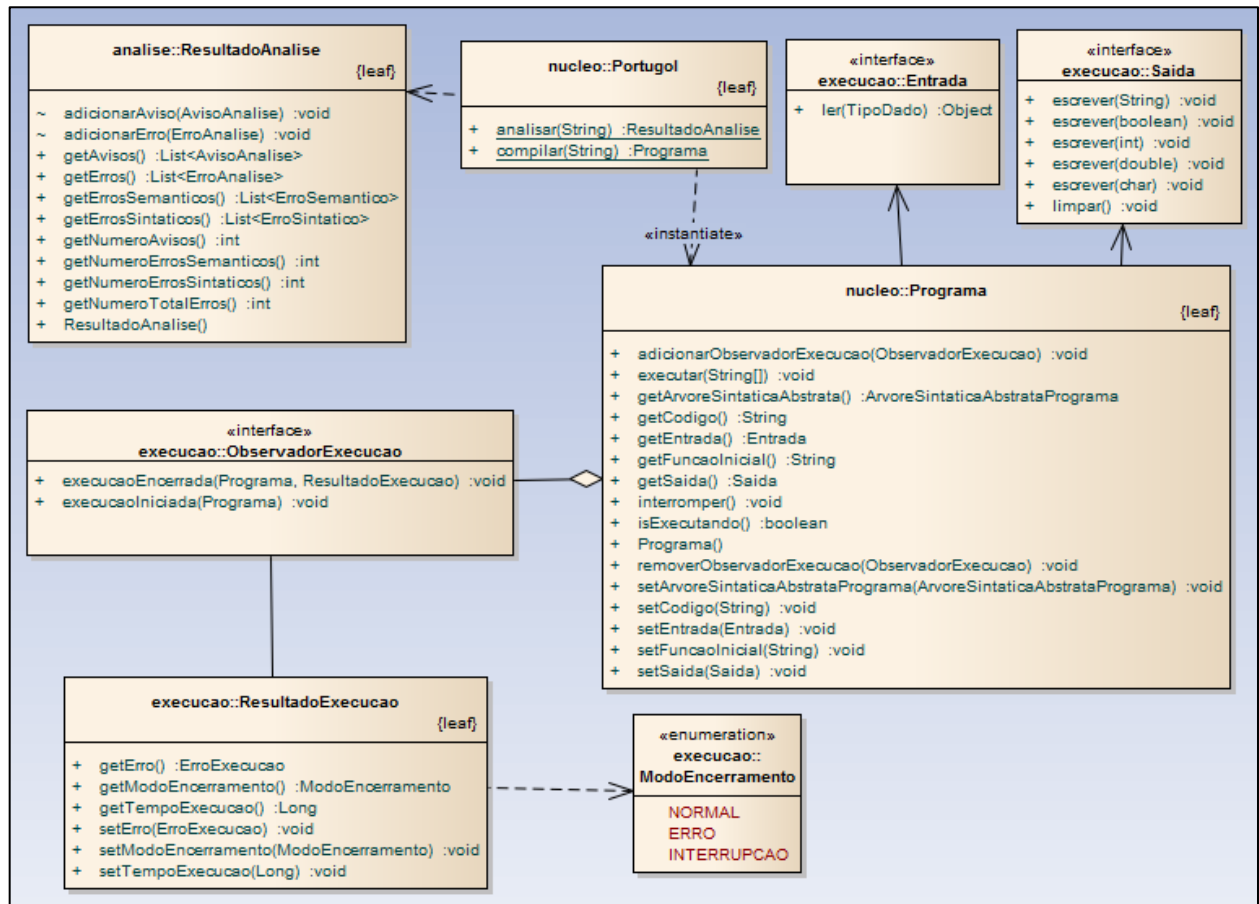 analise::ResultadoAnalise
{leaf}
~ adicionarAviso(AvisoAnalise) :void
~ adicionarErro(ErroAnalise) :void
+ getAvisos() :List<AvisoAnalise>
+ getErros() :List<ErroAnalise>
+ getErrosSemanticos() :List<ErroSemantico>
+ getErrosSintaticos() :List<ErroSintatico>
+ getNumeroAvisos() :int
+ getNumeroErrosSemanticos() :int
+ getNumeroErrosSintaticos() :int
+ getNumeroTotalErros() :int
+ ResultadoAnalise()
nucleo::Portugol
{leaf}
+ analisar(String) :ResultadoAnalise
+ compilar(String) :Programa
«interface»
execucao::Entrada
+ ler(TipoDado) :Object
«interface»
execucao::Saida
+ escrever(String) :void
+ escrever(boolean) :void
+ escrever(int) :void
+ escrever(double) :void
+ escrever(char) :void
+ limpar() :void
«instantiate»
nucleo::Programa
{leaf}
+ adicionarObservadorExecucao(ObservadorExecucao) :void
+ executar(String[]) :void
+ getArvoreSintaticaAbstrata() :ArvoreSintaticaAbstrataPrograma
+ getCodigo() :String
+ getEntrada() :Entrada
+ getFuncaoInicial() :String
+ getSaida() :Saida
+ interromper() :void
+ isExecutando() :boolean
+ Programa()
+ removerObservadorExecucao(ObservadorExecucao) :void
+ setArvoreSintaticaAbstrataPrograma(ArvoreSintaticaAbstrataPrograma) :void
+ setCodigo(String) :void
+ setEntrada(Entrada) :void
+ setFuncaoInicial(String) :void
+ setSaida(Saida) :void
«interface»
execucao::ObservadorExecucao
+ execucaoEncerrada(Programa, ResultadoExecucao) :void
+ execucaoIniciada(Programa) :void
execucao::ResultadoExecucao
{leaf}
+ getErro() :ErroExecucao
+ getModoEncerramento() :ModoEncerramento
+ getTempoExecucao() :Long
+ setErro(ErroExecucao) :void
+ setModoEncerramento(ModoEncerramento) :void
+ setTempoExecucao(Long) :void
«enumeration»
execucao::
ModoEncerramento
NORMAL
ERRO
INTERRUPCAO